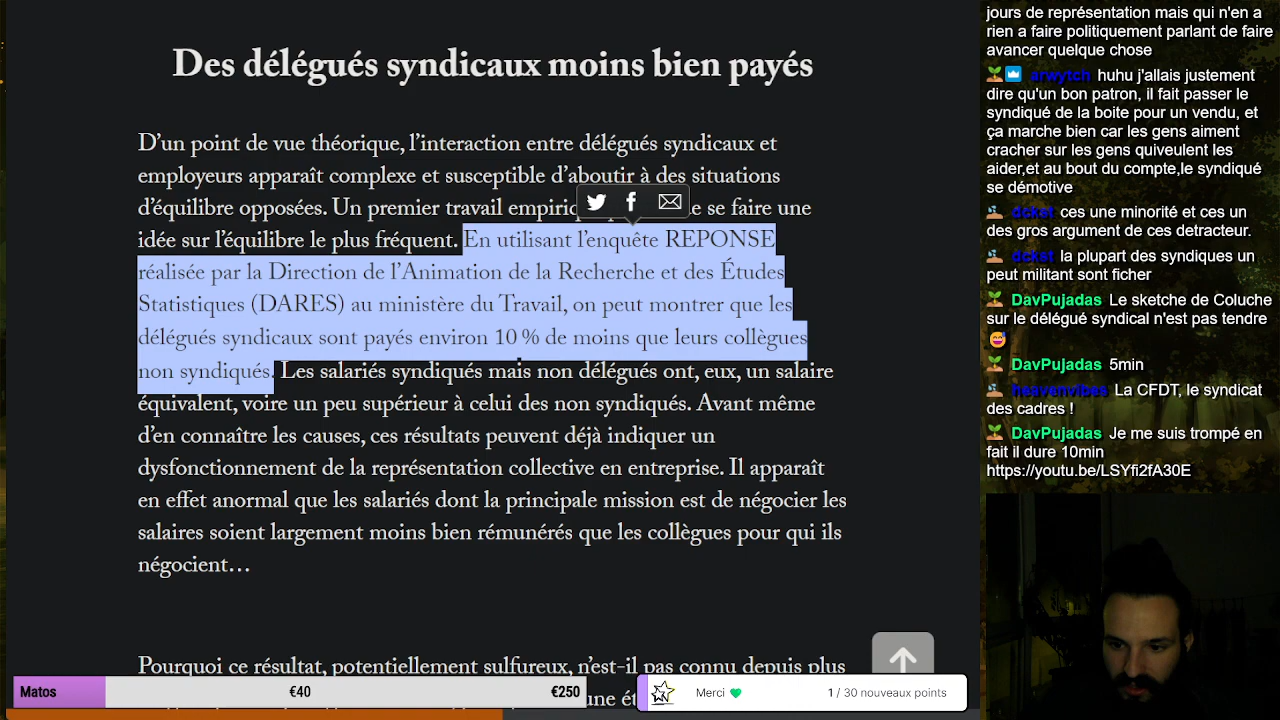 Des délégués syndicaux moins bien payés
D’un point de vue théorique, l’interaction entre délégués syndicaux et
employeurs apparaît complexe et susceptible d’aboutir à des situations
d’équilibre opposées. Un premier travail
se faire une
idée sur l’équilibre le plus fréquent. En utilisant l’enquête REPONSE
réalisée par la Direction de l’Animation de la Recherche et des Études
Statistiques (DARES) au ministère du Travail, on peut montrer que les
délégués syndicaux sont payés environ 10 % de moins que leurs collègues
non syndiqués. Les salariés syndiqués mais non délégués ont, eux, un salaire
équivalent, voire un peu supérieur à celui des non syndiqués. Avant même
d’en connaître les causes, ces résultats peuvent déjà indiquer un
dysfonctionnement de la représentation collective en entreprise. Il apparaît
en effet anormal que les salariés dont la principale mission est de négocier les
salaires soient largement moins bien rémunérés que les collègues pour qui ils
négocient…
Pourquoi ce résultat, potentiellement sulfureux, n’est-il pas connu depuis plus
Matos
€40
€250
Merci
1 / 30 nouveaux points
jours de représentation mais qui n'en a
rien a faire politiquement parlant de faire
avancer quelque chose
arwytch huhu j'allais justement
dire qu'un bon patron, il fait passer le
syndiqué de la boite pour un vendu, et
ça marche bien car les gens aiment
cracher sur les gens quiveulent les
aider,et au bout du compte,le syndiqué
se démotive
dckst ces une minorité et ces un
des gros argument de ces detracteur.
dckst la plupart des syndiques un
peut militant sont ficher
DavPujadas Le sketche de Coluche
sur le délégué syndical n'est pas tendre
DavPujadas 5min
heavenvibes La CFDT, le syndicat
des cadres !
DavPujadas Je me suis trompé en
fait il dure 10min
https://youtu.be/LSYfi2fA30E